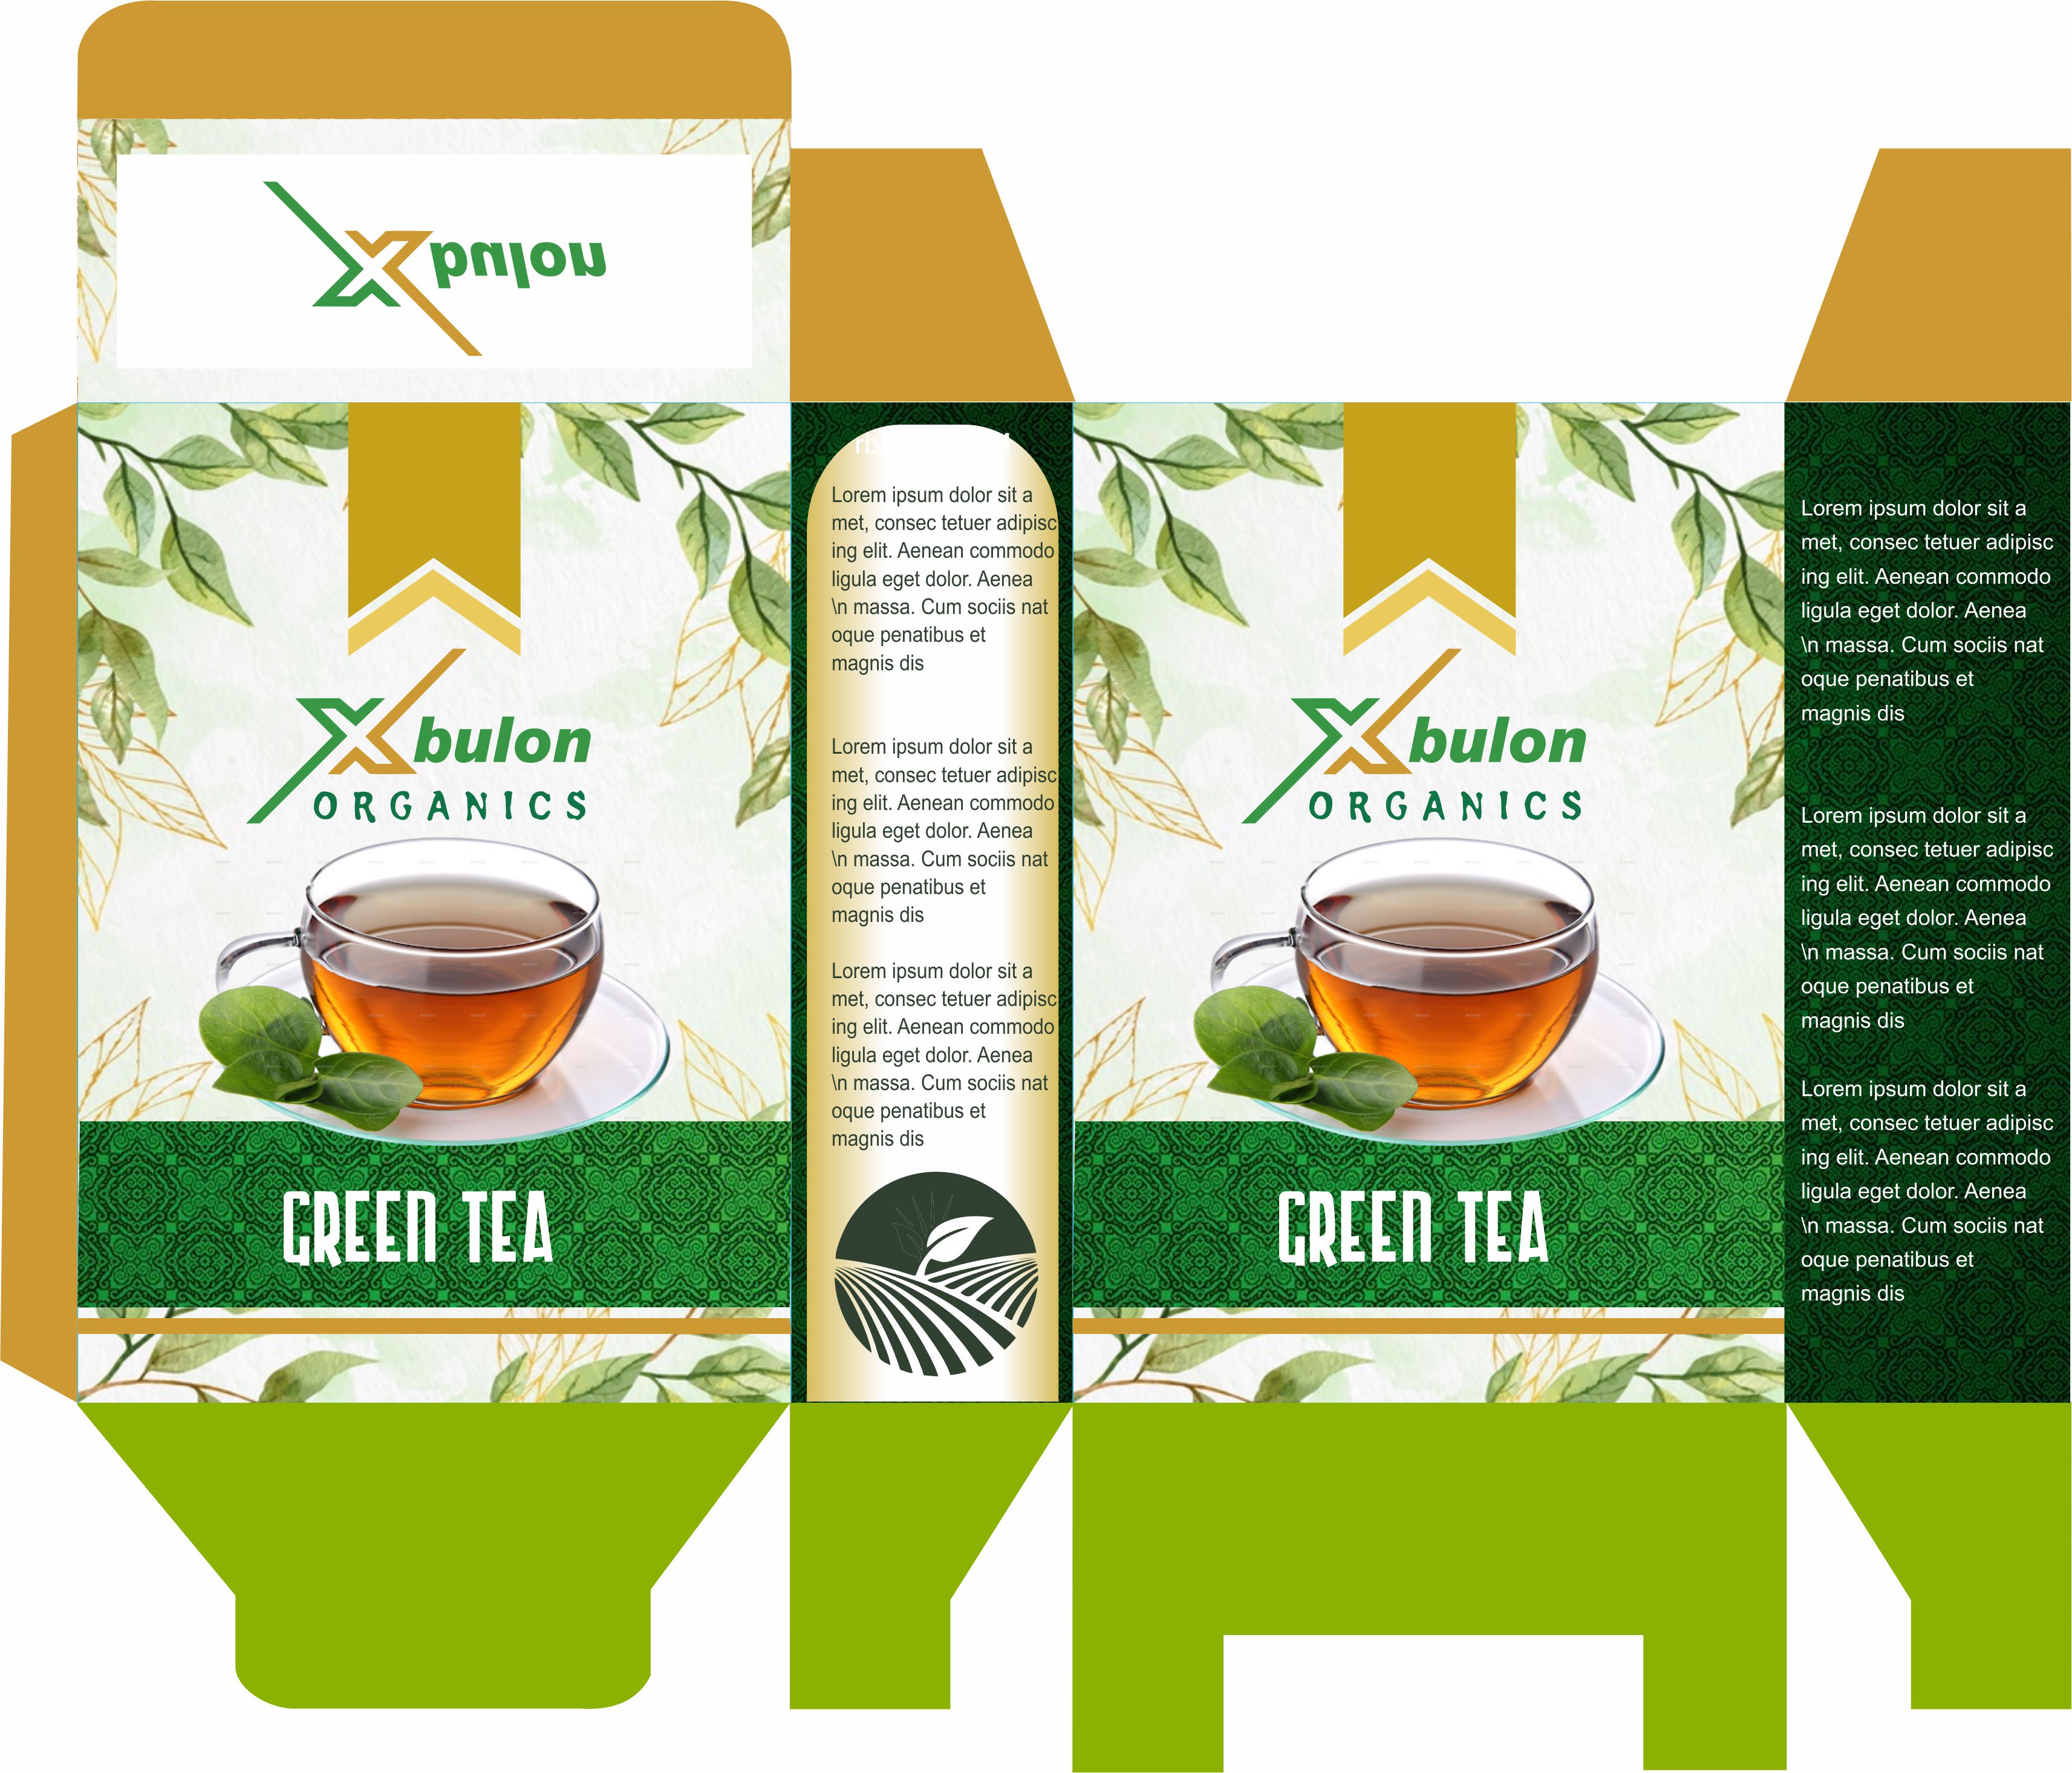 Xbulon
Xbulon
ORGANICS
GREEN TEA
Lorem ipsum dolor sit a
met, consec tetuer adipisc
ing elit. Aenean commodo
ligula eget dolor. Aenea
\n massa. Cum sociis nat
oque penatibus et
magnis dis
Lorem ipsum dolor sit a
met, consec tetuer adipisc
ing elit. Aenean commodo
ligula eget dolor. Aenea
\n massa. Cum sociis nat
oque penatibus et
magnis dis
Lorem ipsum dolor sit a
met, consec tetuer adipisc
ing elit. Aenean commodo
ligula eget dolor. Aenea
\n massa. Cum sociis nat
oque penatibus et
magnis dis
Xbulon
ORGANICS
GREEN TEA
Lorem ipsum dolor sit a
met, consec tetuer adipisc
ing elit. Aenean commodo
ligula eget dolor. Aenea
\n massa. Cum sociis nat
oque penatibus et
magnis dis
Lorem ipsum dolor sit a
met, consec tetuer adipisc
ing elit. Aenean commodo
ligula eget dolor. Aenea
\n massa. Cum sociis nat
oque penatibus et
magnis dis
Lorem ipsum dolor sit a
met, consec tetuer adipisc
ing elit. Aenean commodo
ligula eget dolor. Aenea
\n massa. Cum sociis nat
oque penatibus et
magnis dis